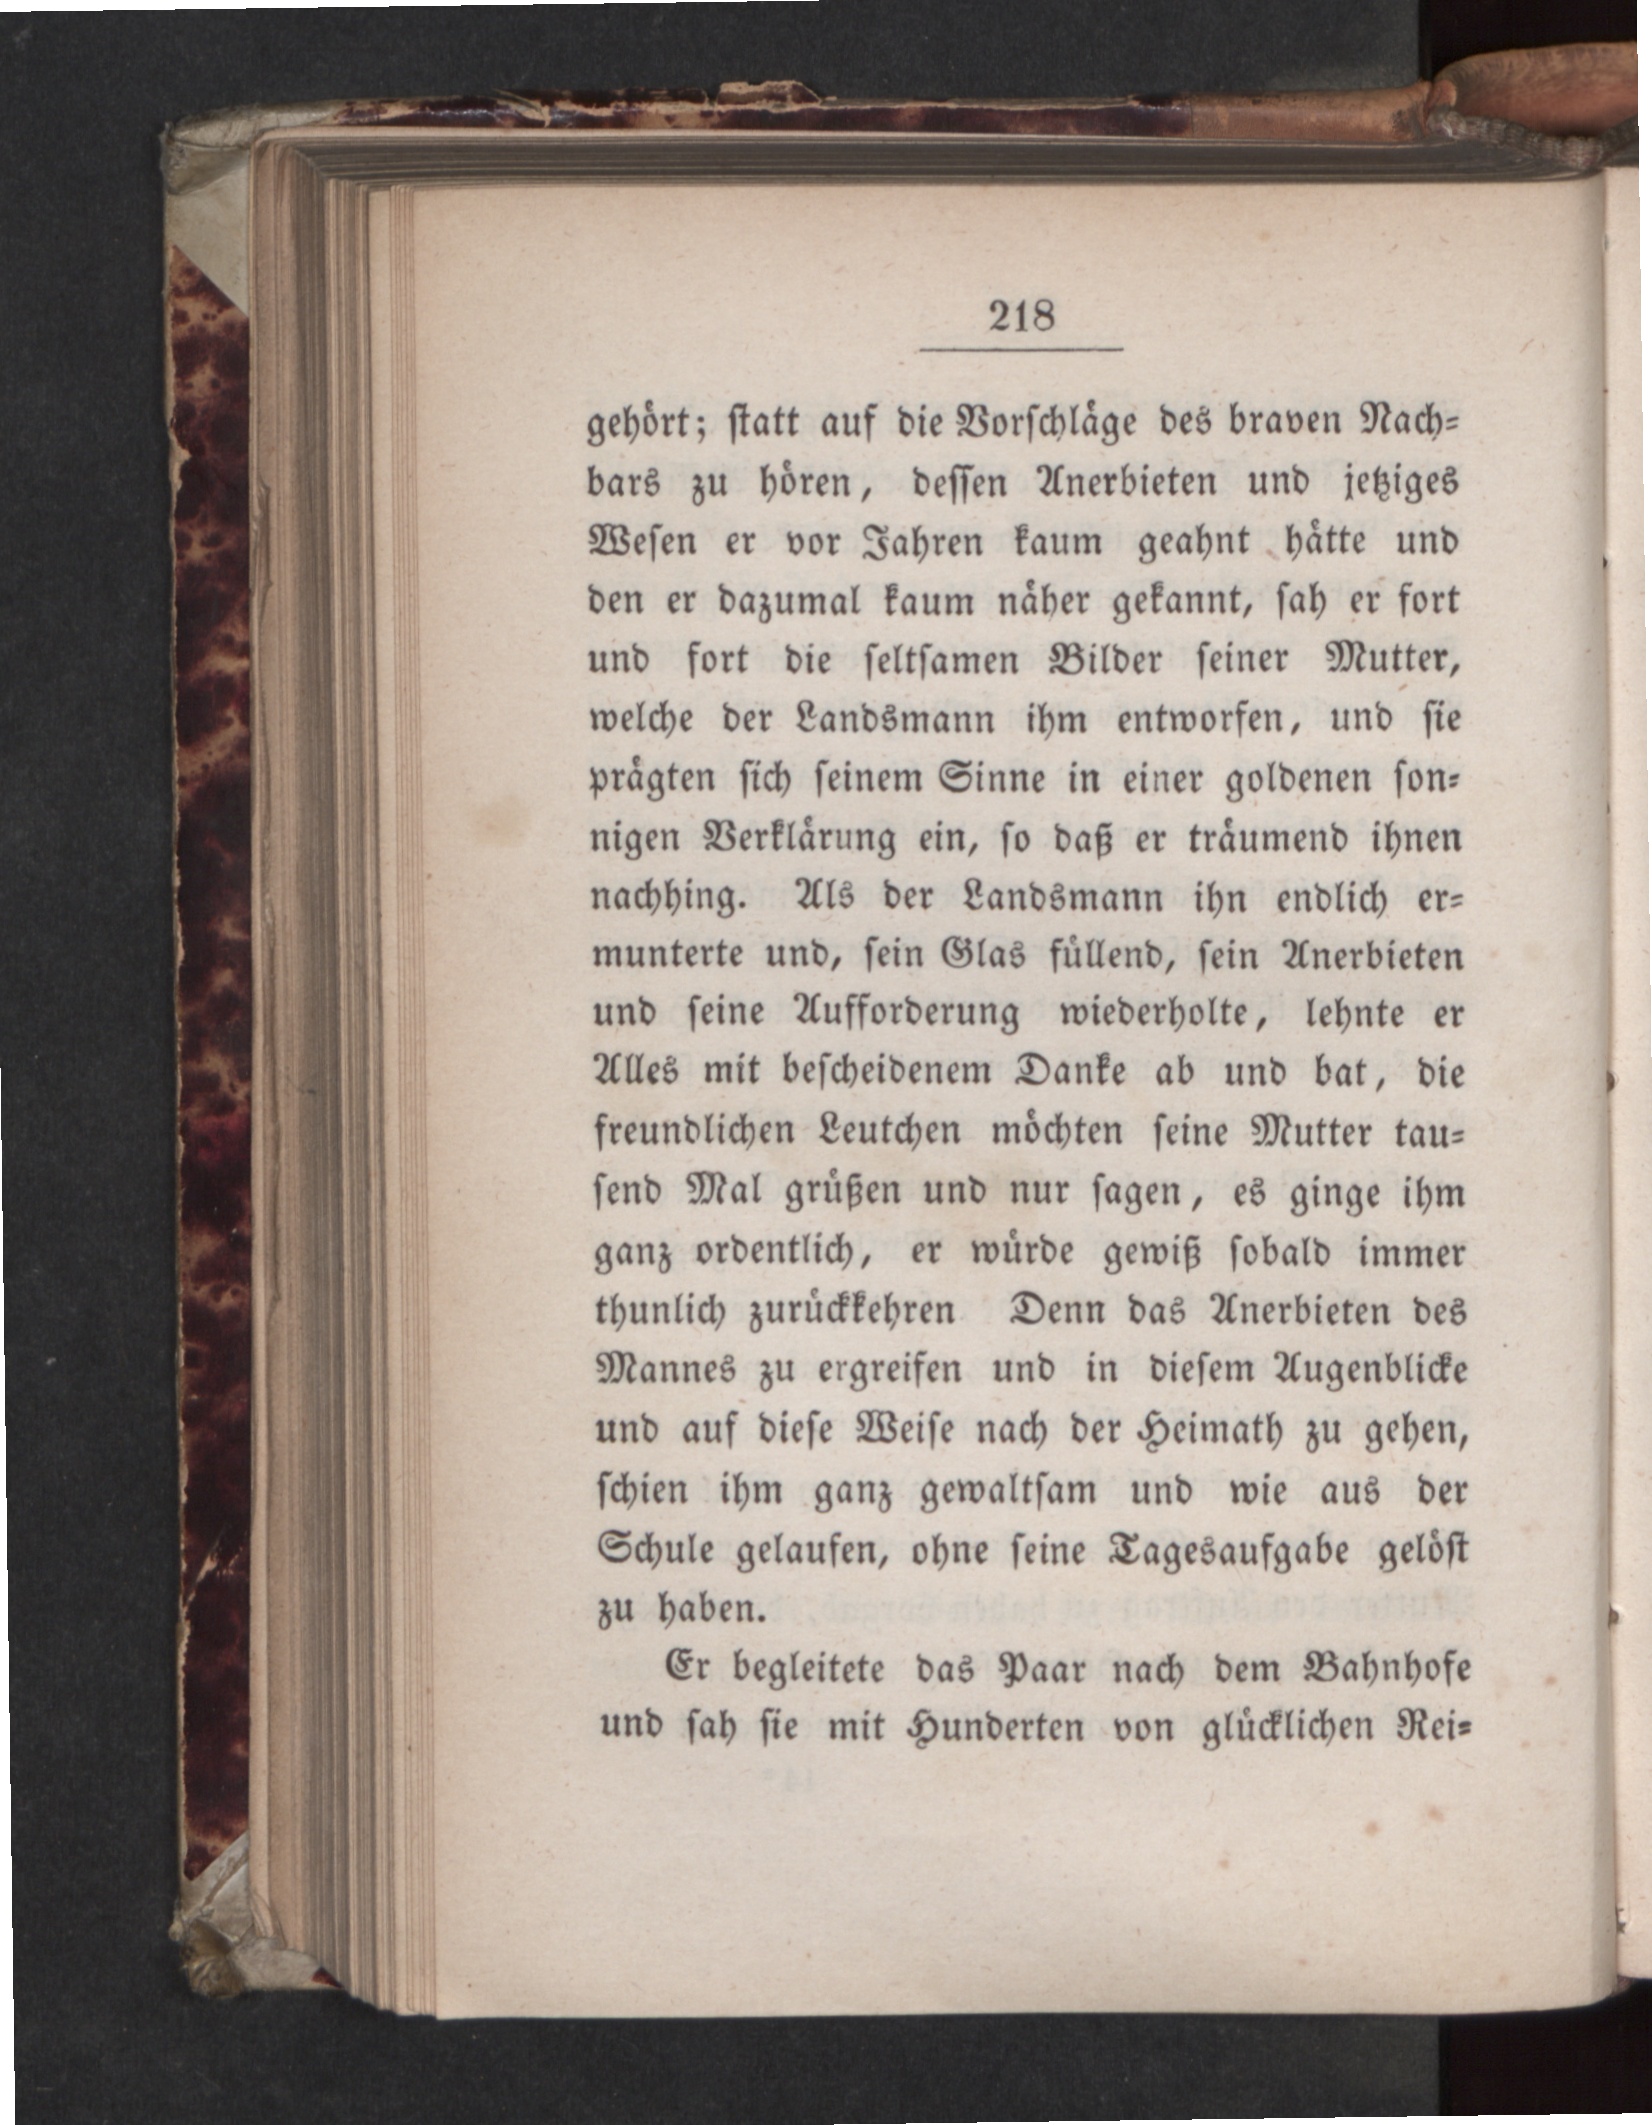 218
gehört; ſtatt auf die Vorſchläge des braven Nach⸗
bars zu hören, deſſen Anerbieten und jetziges
Weſen er vor Jahren kaum geahnt hätte und
den er dazumal kaum näher gekannt, ſah er fort
und fort die ſeltſamen Bilder ſeiner Mutter,
welche der Landsmann ihm entworfen, und ſie
prägten ſich ſeinem Sinne in einer goldenen ſon⸗
nigen Verklärung ein, ſo daß er träumend ihnen
nachhing. Als der Landsmann ihn endlich er⸗
munterte und, ſein Glas füllend, ſein Anerbieten
und ſeine Aufforderung wiederholte, lehnte er
Alles mit beſcheidenem Danke ab und bat, die
freundlichen Leutchen möchten ſeine Mutter tau⸗
ſend Mal grüßen und nur ſagen, es ginge ihm
ganz ordentlich, er würde gewiß ſobald immer
thunlich zurückkehren Denn das Anerbieten des
Mannes zu ergreifen und in dieſem Augenblicke
und auf dieſe Weiſe nach der Heimath zu gehen,
ſchien ihm ganz gewaltſam und wie aus der
Schule gelaufen, ohne ſeine Tagesaufgabe gelöſt
zu haben.
Er begleitete das Paar nach dem Bahnhofe
und ſah ſie mit Hunderten von glücklichen Rei⸗